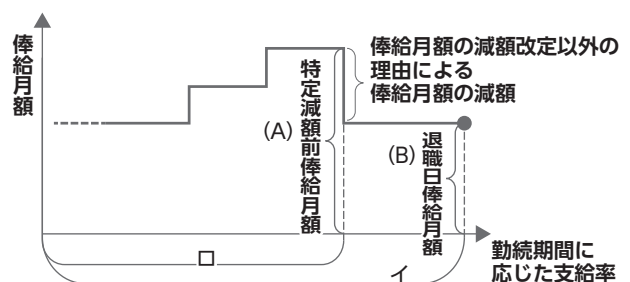 俸給月額
俸給月額の減額改定以外の
理由による
俸給月額の減額
(A)
特定減額前俸給月額
(B)
退職日俸給月額
勤続期間に
応じた支給率
ロ
イ